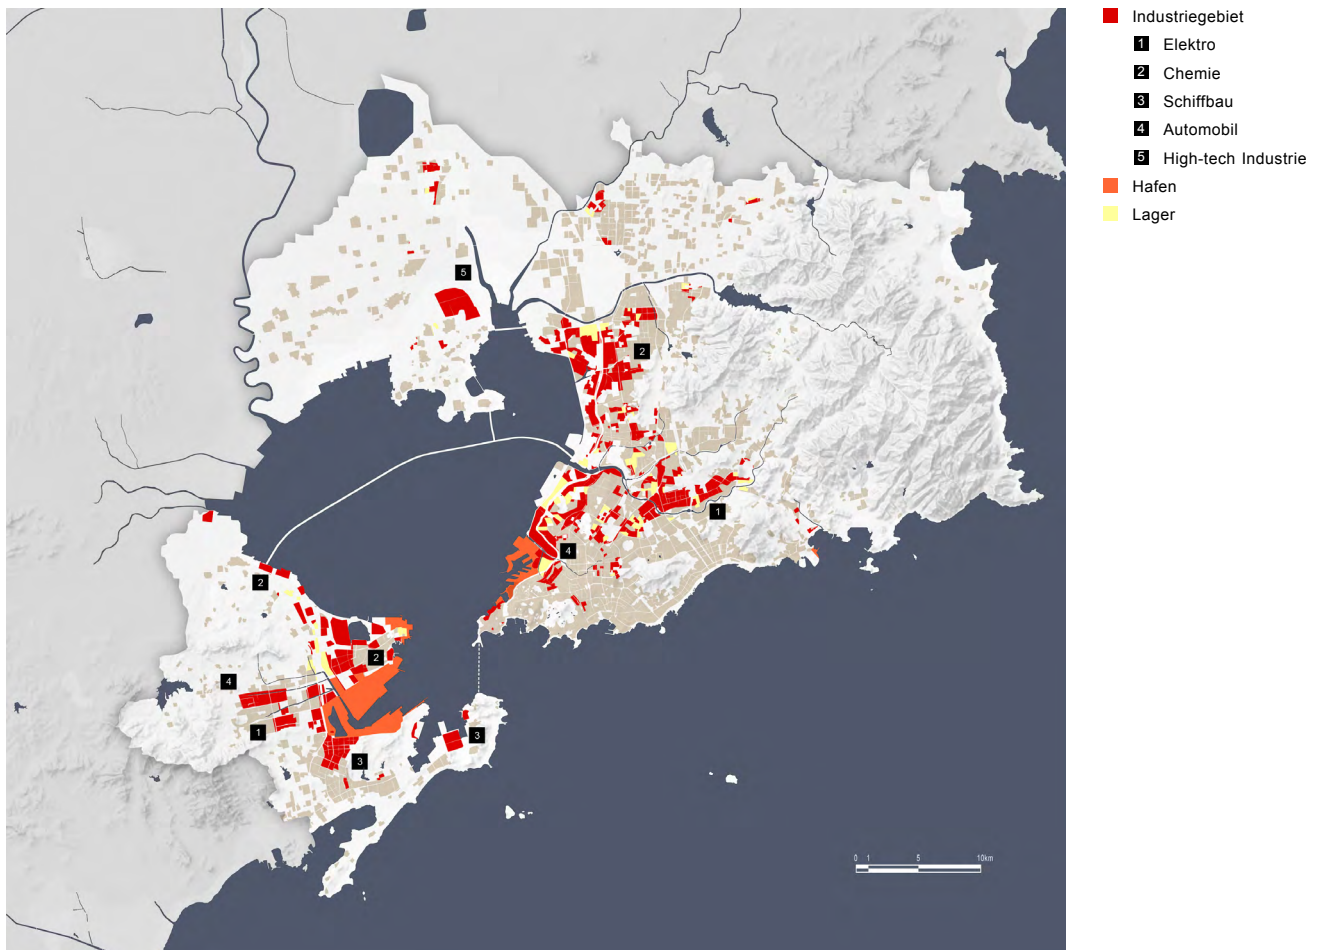 Industriegebiet
1 Elektro
2 Chemie
3 Schiffbau
4 Automobil
5 High-tech Industrie
Hafen
Lager
5
2
1
4
2
2
4
1
3
3
0 1 5 10km